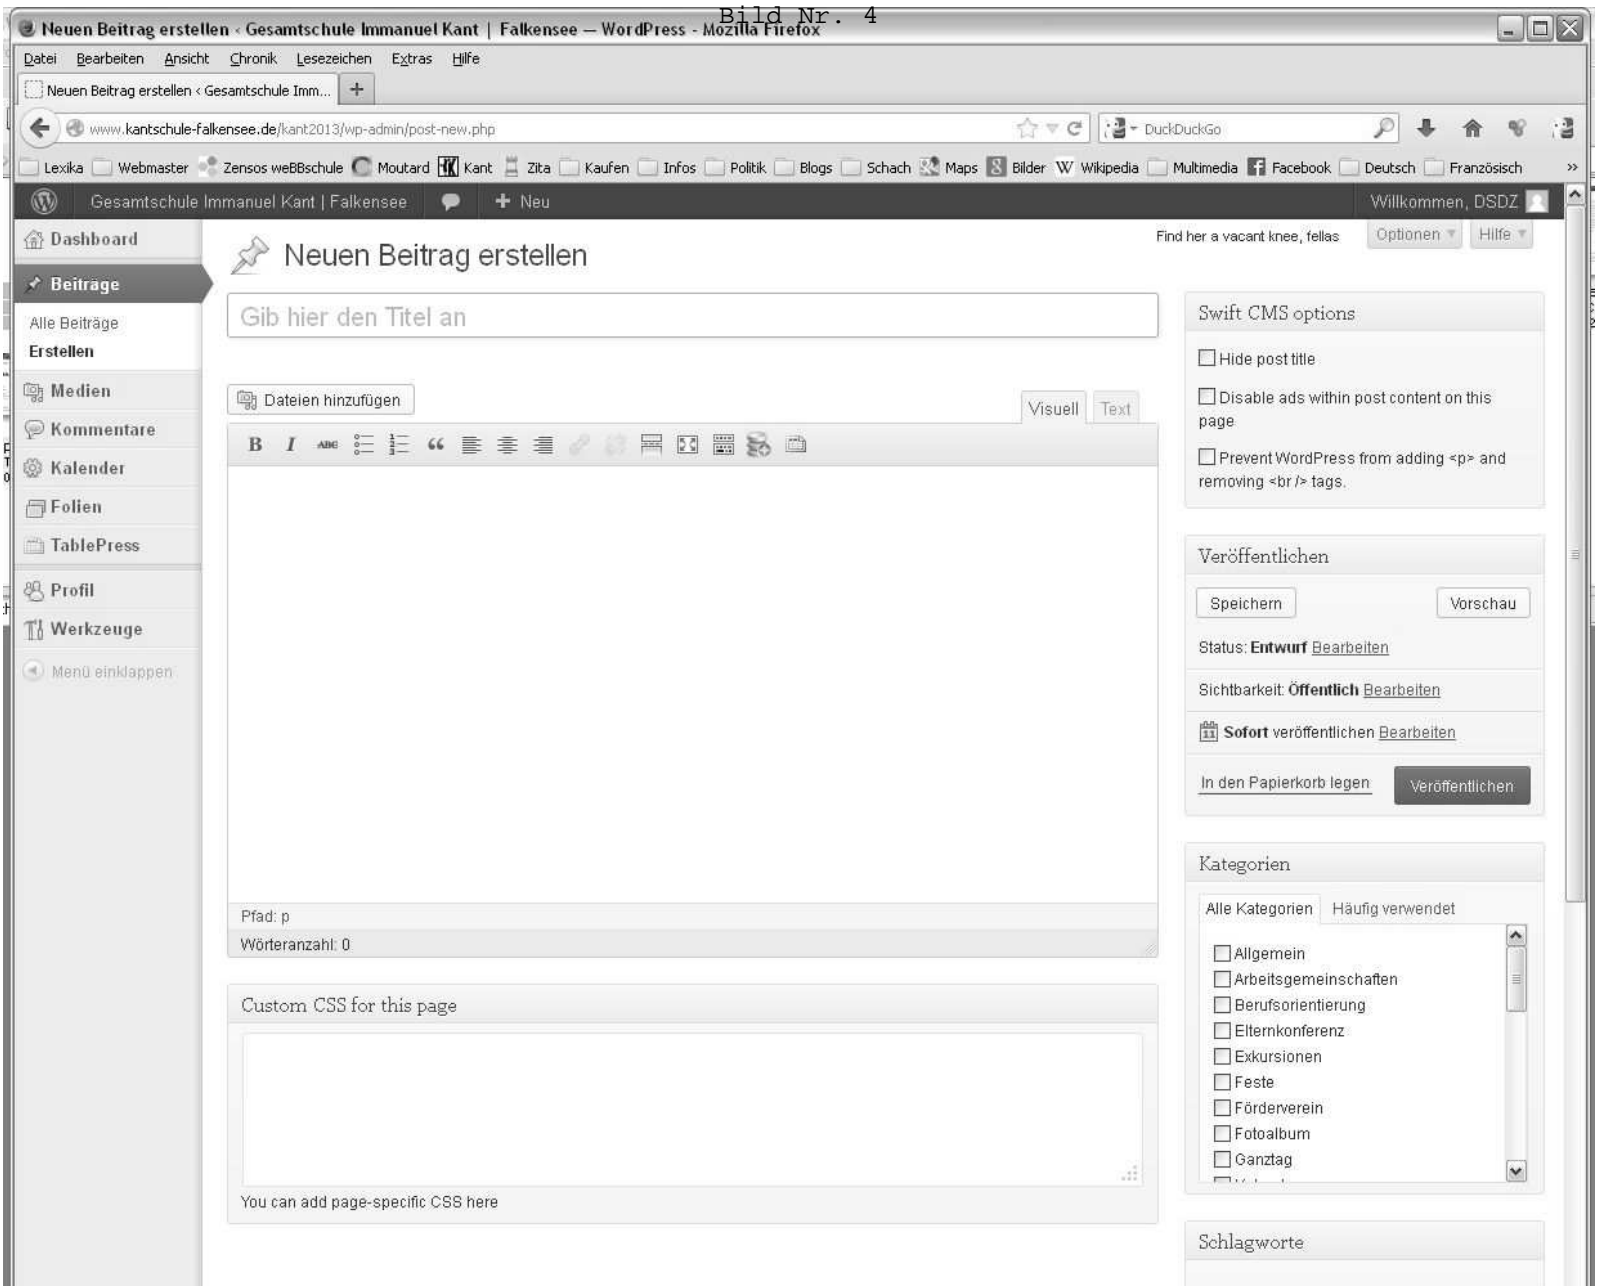 Bild Nr. 4
Neuen Beitrag erstellen ‹ Gesamtschule Immanuel Kant | Falkensee — WordPress - Mozilla Firefox
Datei Bearbeiten Ansicht Chronik Lesezeichen Extras Hilfe
Neuen Beitrag erstellen ‹ Gesamtschule Imm...
www.kantschule-falkensee.de/kant2013/wp-admin/post-new.php DuckDuckGo
Lexika Webmaster Zensos weBBschule Moutard Kant Zita Kaufen Infos Politik Blogs Schach Maps Bilder Wikipedia Multimedia Facebook Deutsch Französisch »
Gesamtschule Immanuel Kant | Falkensee + Neu Willkommen, DSDZ
Find her a vacant knee, fellas Optionen Hilfe
Dashboard
Beiträge
Alle Beiträge
Erstellen
Medien
Kommentare
Kalender
Folien
TablePress
Profil
Werkzeuge
Menü einklappen
Neuen Beitrag erstellen
Gib hier den Titel an
Dateien hinzufügen
Visuell Text
B I ABC
Pfad: p
Wörteranzahl: 0
Custom CSS for this page
You can add page-specific CSS here
Swift CMS options
Hide post title
Disable ads within post content on this
page
Prevent WordPress from adding <p> and
removing <br /> tags.
Veröffentlichen
Speichern Vorschau
Status: Entwurf Bearbeiten
Sichtbarkeit: Öffentlich Bearbeiten
Sofort veröffentlichen Bearbeiten
In den Papierkorb legen Veröffentlichen
Kategorien
Alle Kategorien Häufig verwendet
Allgemein
Arbeitsgemeinschaften
Berufsorientierung
Elternkonferenz
Exkursionen
Feste
Förderverein
Fotoalbum
Ganztag
Schlagworte